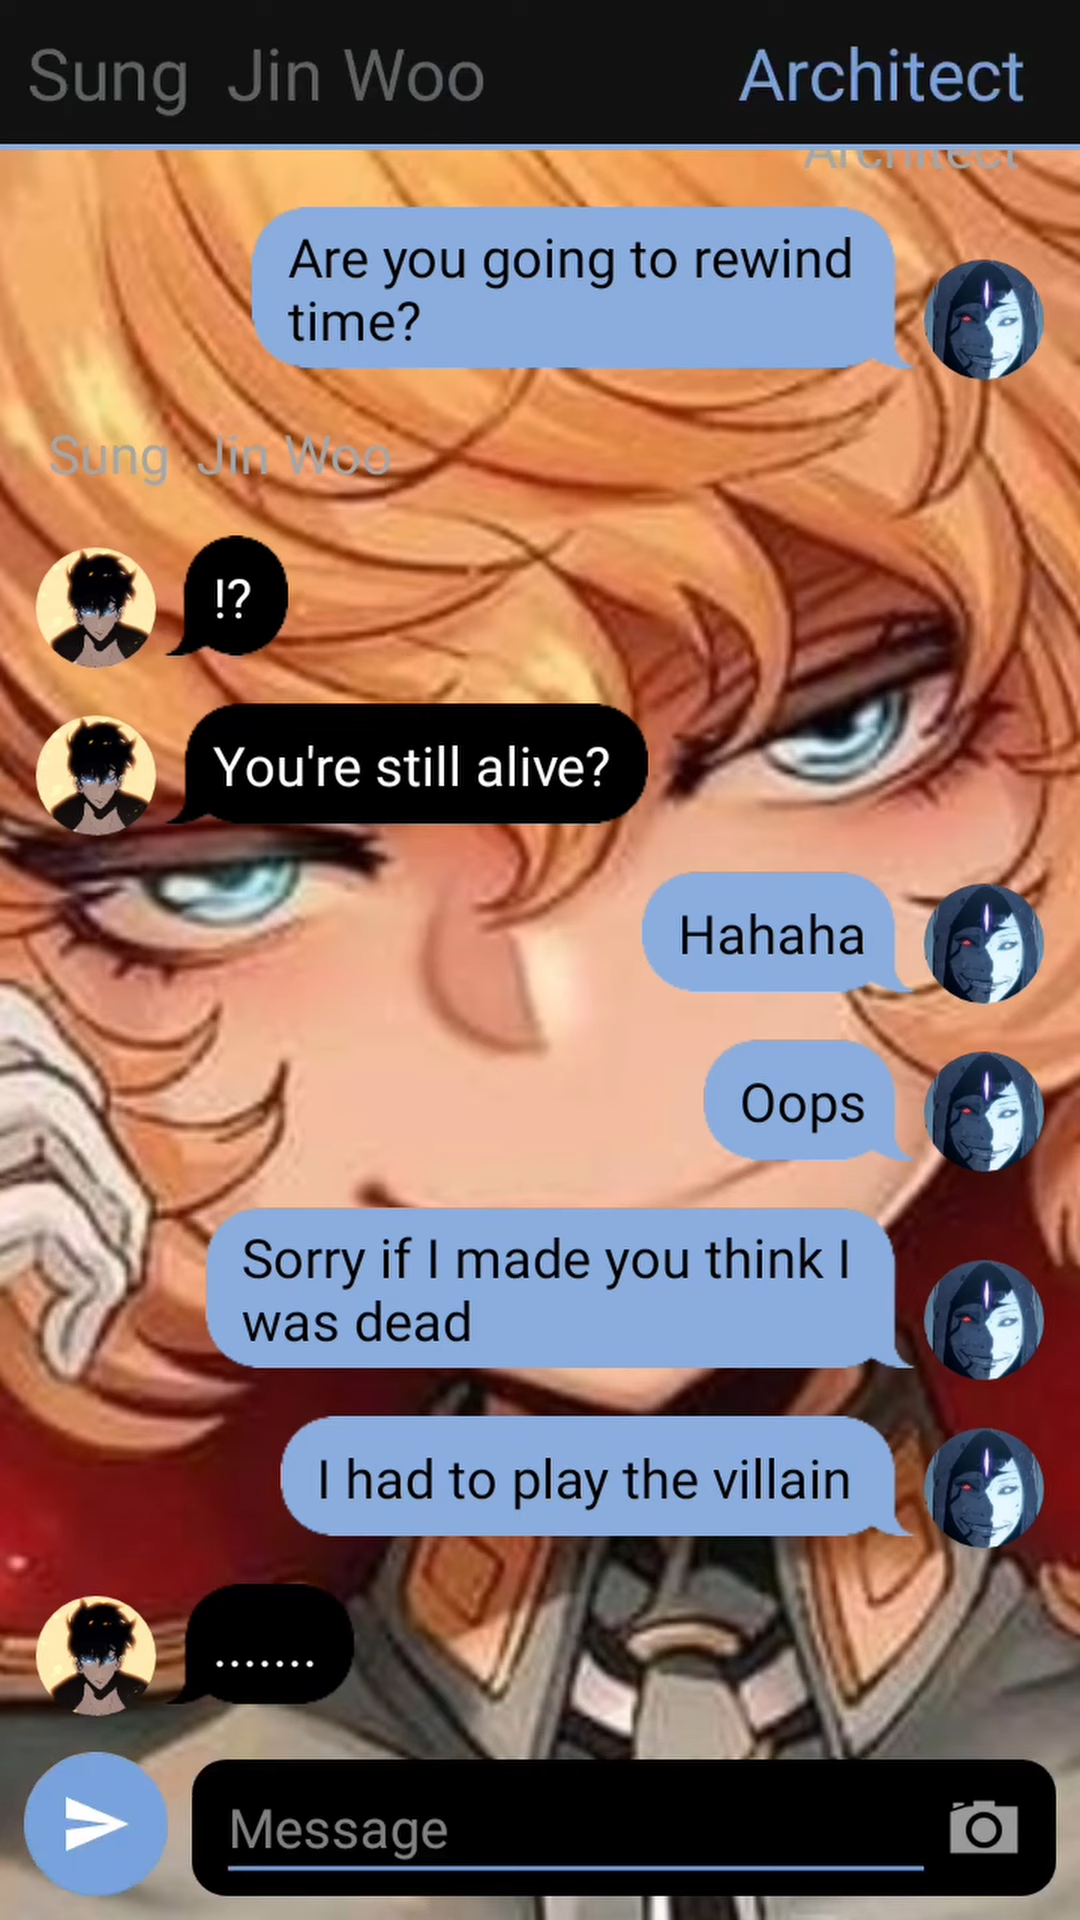 Sung Jin Woo
Architect
Architect
Are you going to rewind
time?
Sung Jin Woo
!?
You're still alive?
Hahaha
Oops
Sorry if I made you think I
was dead
I had to play the villain
.......
Message